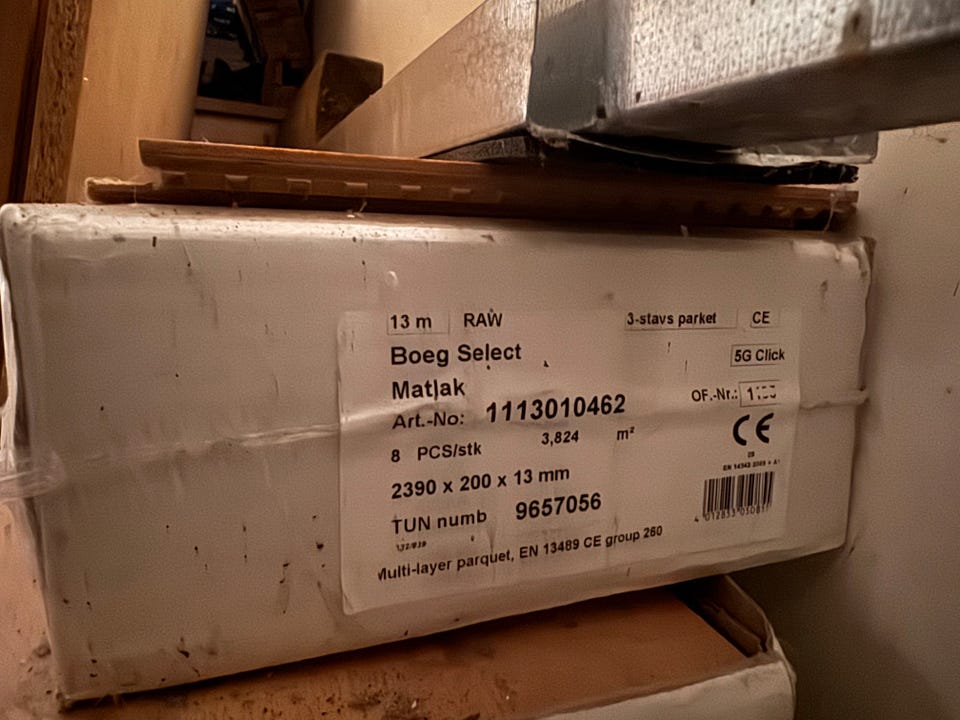 13 m RAW 3-stavs parket CE
Boeg Select 5G Click
Matlak
Art.-No: 1113010462 OF.-Nr.:
8 PCS/stk 3,824 m² CE
2390 x 200 x 13 mm
TUN numb 9657056
Multi-layer parquet, EN 13489 CE group 260